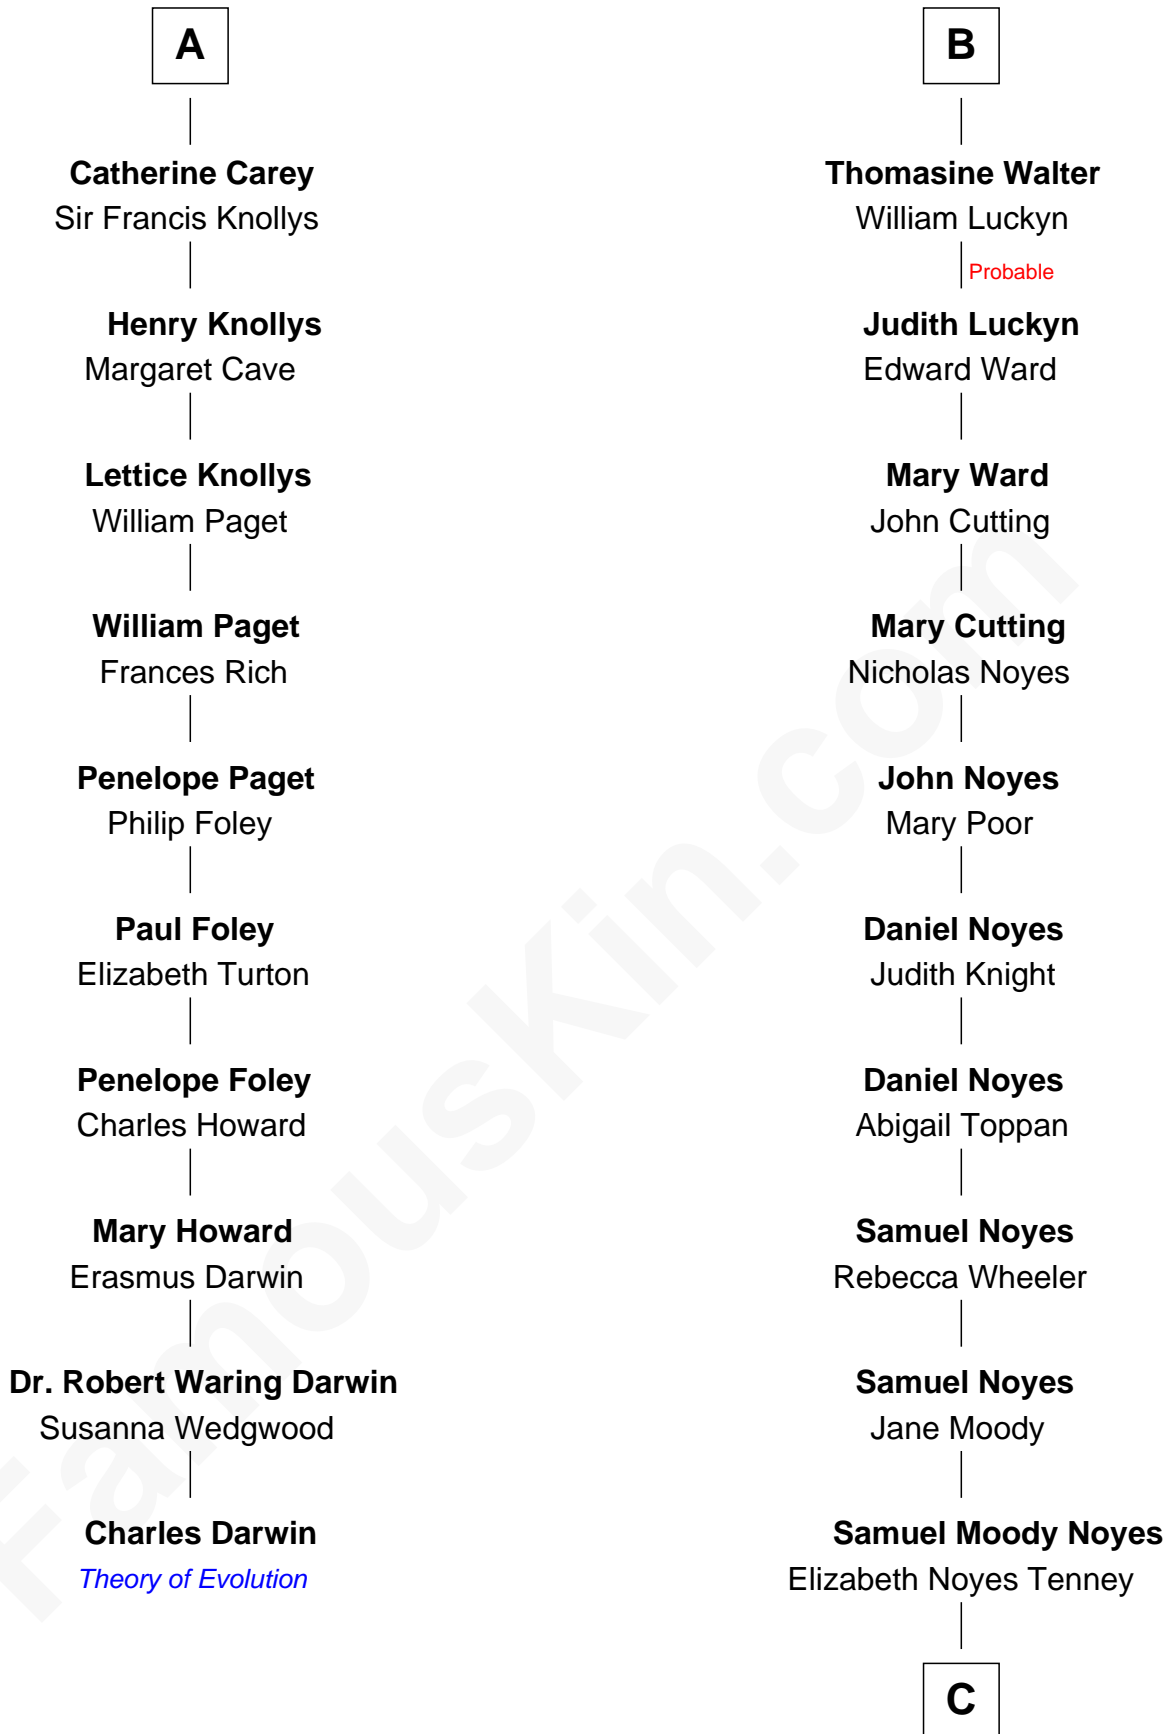 A
Catherine Carey
Sir Francis Knollys
Henry Knollys
Margaret Cave
Lettice Knollys
William Paget
William Paget
Frances Rich
Penelope Paget
Philip Foley
Paul Foley
Elizabeth Turton
Penelope Foley
Charles Howard
Mary Howard
Erasmus Darwin
Dr. Robert Waring Darwin
Susanna Wedgwood
Charles Darwin
Theory of Evolution
B
Thomasine Walter
William Luckyn
Probable
Judith Luckyn
Edward Ward
Mary Ward
John Cutting
Mary Cutting
Nicholas Noyes
John Noyes
Mary Poor
Daniel Noyes
Judith Knight
Daniel Noyes
Abigail Toppan
Samuel Noyes
Rebecca Wheeler
Samuel Noyes
Jane Moody
Samuel Moody Noyes
Elizabeth Noyes Tenney
C
FamousKin.com